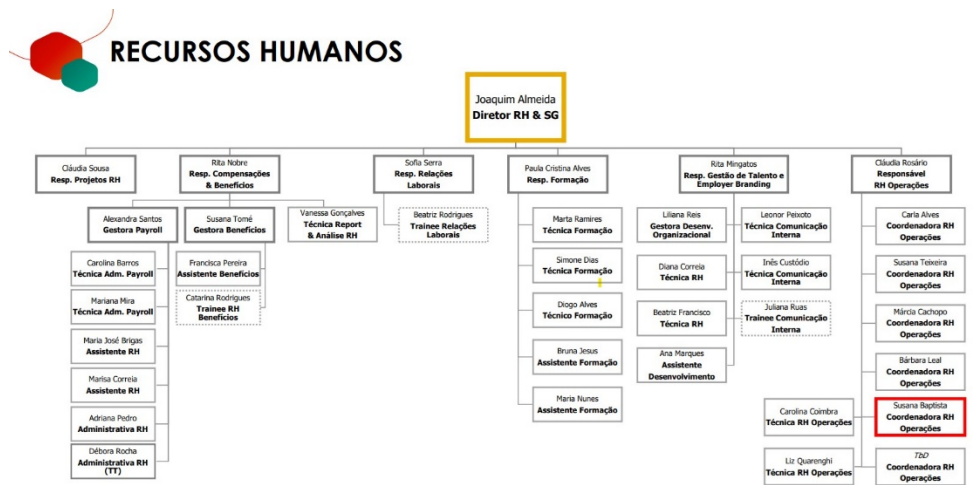 RECURSOS HUMANOS
Joaquim Almeida
Diretor RH & SG
Cláudia Sousa
Resp. Projetos RH
Rita Nobre
Resp. Compensações
& Benefícios
Sofia Serra
Resp. Relações
Laborais
Paula Cristina Alves
Resp. Formação
Rita Mingatos
Resp. Gestão de Talento e
Employer Branding
Cláudia Rosário
Responsável
RH Operações
Alexandra Santos
Gestora Payroll
Susana Tomé
Gestora Benefícios
Vanessa Gonçalves
Técnica Report
& Análise RH
Carolina Barros
Técnica Adm. Payroll
Mariana Mira
Técnica Adm. Payroll
Maria José Brigas
Assistente RH
Marisa Correia
Assistente RH
Adriana Pedro
Administrativa RH
Débora Rocha
Administrativa RH
(TT)
Francisca Pereira
Assistente Benefícios
Catarina Rodrigues
Trainee RH
Benefícios
Beatriz Rodrigues
Trainee Relações
Laborais
Marta Ramires
Técnica Formação
Simone Dias
Técnica Formação
Diogo Alves
Técnico Formação
Bruna Jesus
Assistente Formação
Maria Nunes
Assistente Formação
Liliana Reis
Gestora Desenv.
Organizacional
Diana Correia
Técnica RH
Beatriz Francisco
Técnica RH
Ana Marques
Assistente
Desenvolvimento
Leonor Peixoto
Técnica Comunicação
Interna
Inês Custódio
Técnica Comunicação
Interna
Juliana Ruas
Trainee Comunicação
Interna
Carla Alves
Coordenadora RH
Operações
Susana Teixeira
Coordenadora RH
Operações
Márcia Cachopo
Coordenadora RH
Operações
Bárbara Leal
Coordenadora RH
Operações
Carolina Coimbra
Técnica RH Operações
Susana Baptista
Coordenadora RH
Operações
Liz Quarenghi
Técnica RH Operações
TbD
Coordenadora RH
Operações